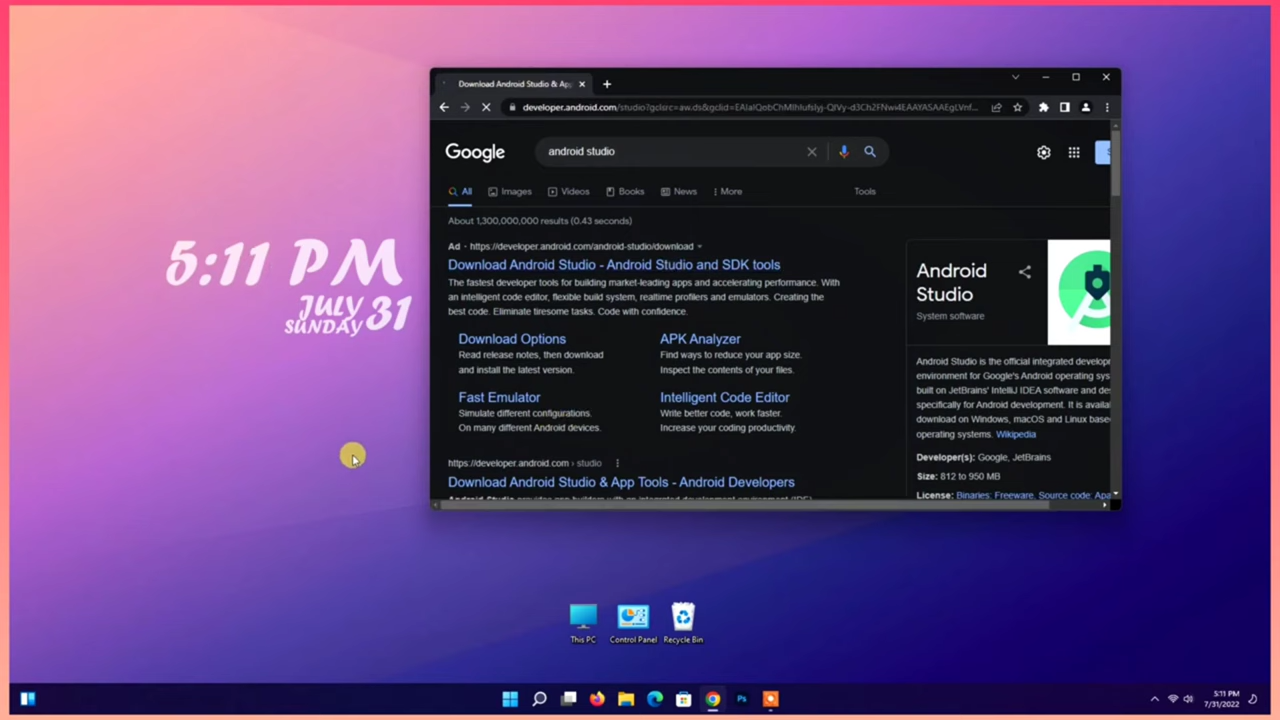 Download Android Studio & App
developer.android.com/studio?gclsrc=aw.ds&gclid=
Google
android studio
All Images Videos Books News More Tools
About 1,300,000,000 results (0.43 seconds)
Ad · https://developer.android.com/android-studio/download
Download Android Studio - Android Studio and SDK tools
The fastest developer tools for building market-leading apps and accelerating performance. With
an intelligent code editor, flexible build system, realtime profilers and emulators. Creating the
best code. Eliminate tiresome tasks. Code with confidence.
Download Options
Read release notes, then download
and install the latest version.
APK Analyzer
Find ways to reduce your app size.
Inspect the contents of your files.
Fast Emulator
Simulate different configurations.
On many different Android devices.
Intelligent Code Editor
Write better code, work faster.
Increase your coding productivity.
https://developer.android.com › studio
Download Android Studio & App Tools - Android Developers
Android
Studio
System software
Android Studio is the official integrated develop
environment for Google's Android operating sys
built on JetBrains' IntelliJ IDEA software and de
specifically for Android development. It is availa
download on Windows, macOS and Linux base
operating systems. Wikipedia
Developer(s): Google, JetBrains
Size: 812 to 950 MB
License: Binaries: Freeware, Source code: Apa
5:11 PM
JULY
SUNDAY 31
This PC
Control Panel
Recycle Bin
Ps
5:11 PM
7/31/2022